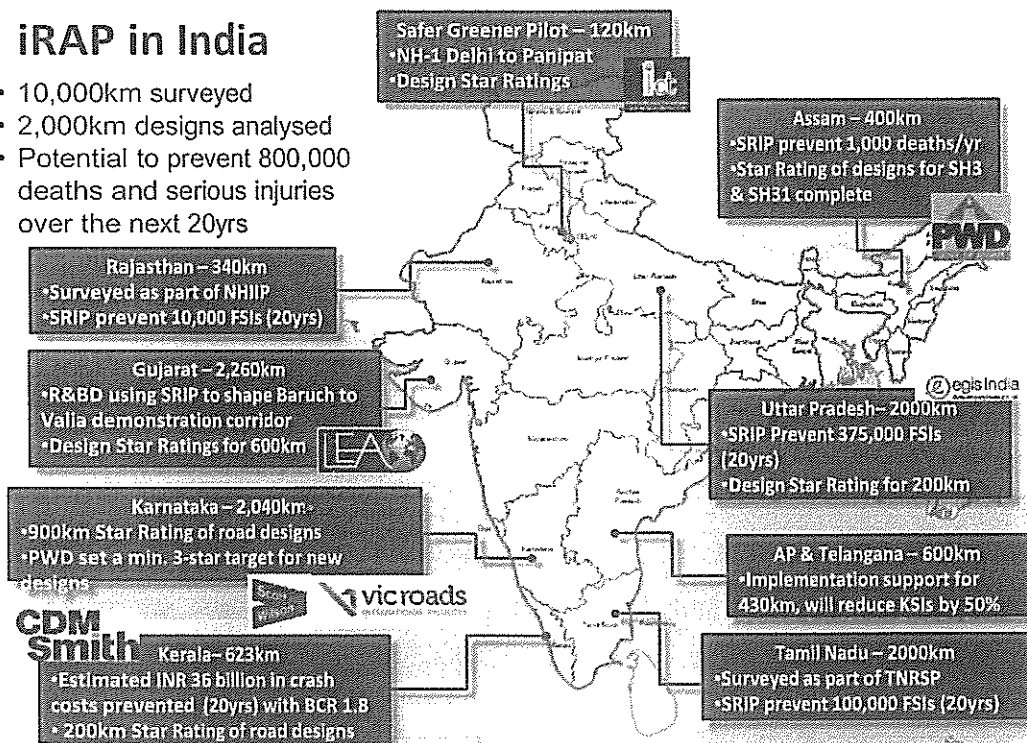 iRAP in India
• 10,000km surveyed
• 2,000km designs analysed
• Potential to prevent 800,000
deaths and serious injuries
over the next 20yrs
Safer Greener Pilot – 120km
•NH-1 Delhi to Panipat
•Design Star Ratings
Assam – 400km
•SRIP prevent 1,000 deaths/yr
•Star Rating of designs for SH3
& SH31 complete
PWD
Rajasthan – 340km
•Surveyed as part of NHIIP
•SRIP prevent 10,000 FSIs (20yrs)
Gujarat – 2,260km
•R&BD using SRIP to shape Baruch to
Valia demonstration corridor
•Design Star Ratings for 600km
LEA
egisIndia
Uttar Pradesh– 2000km
•SRIP Prevent 375,000 FSIs
(20yrs)
•Design Star Rating for 200km
Karnataka – 2,040km
•900km Star Rating of road designs
•PWD set a min. 3-star target for new
designs
vicroads
AP & Telangana – 600km
•Implementation support for
430km, will reduce KSIs by 50%
CDM
Smith
Kerala– 623km
•Estimated INR 36 billion in crash
costs prevented (20yrs) with BCR 1.8
• 200km Star Rating of road designs
Tamil Nadu – 2000km
•Surveyed as part of TNRSP
•SRIP prevent 100,000 FSIs (20yrs)